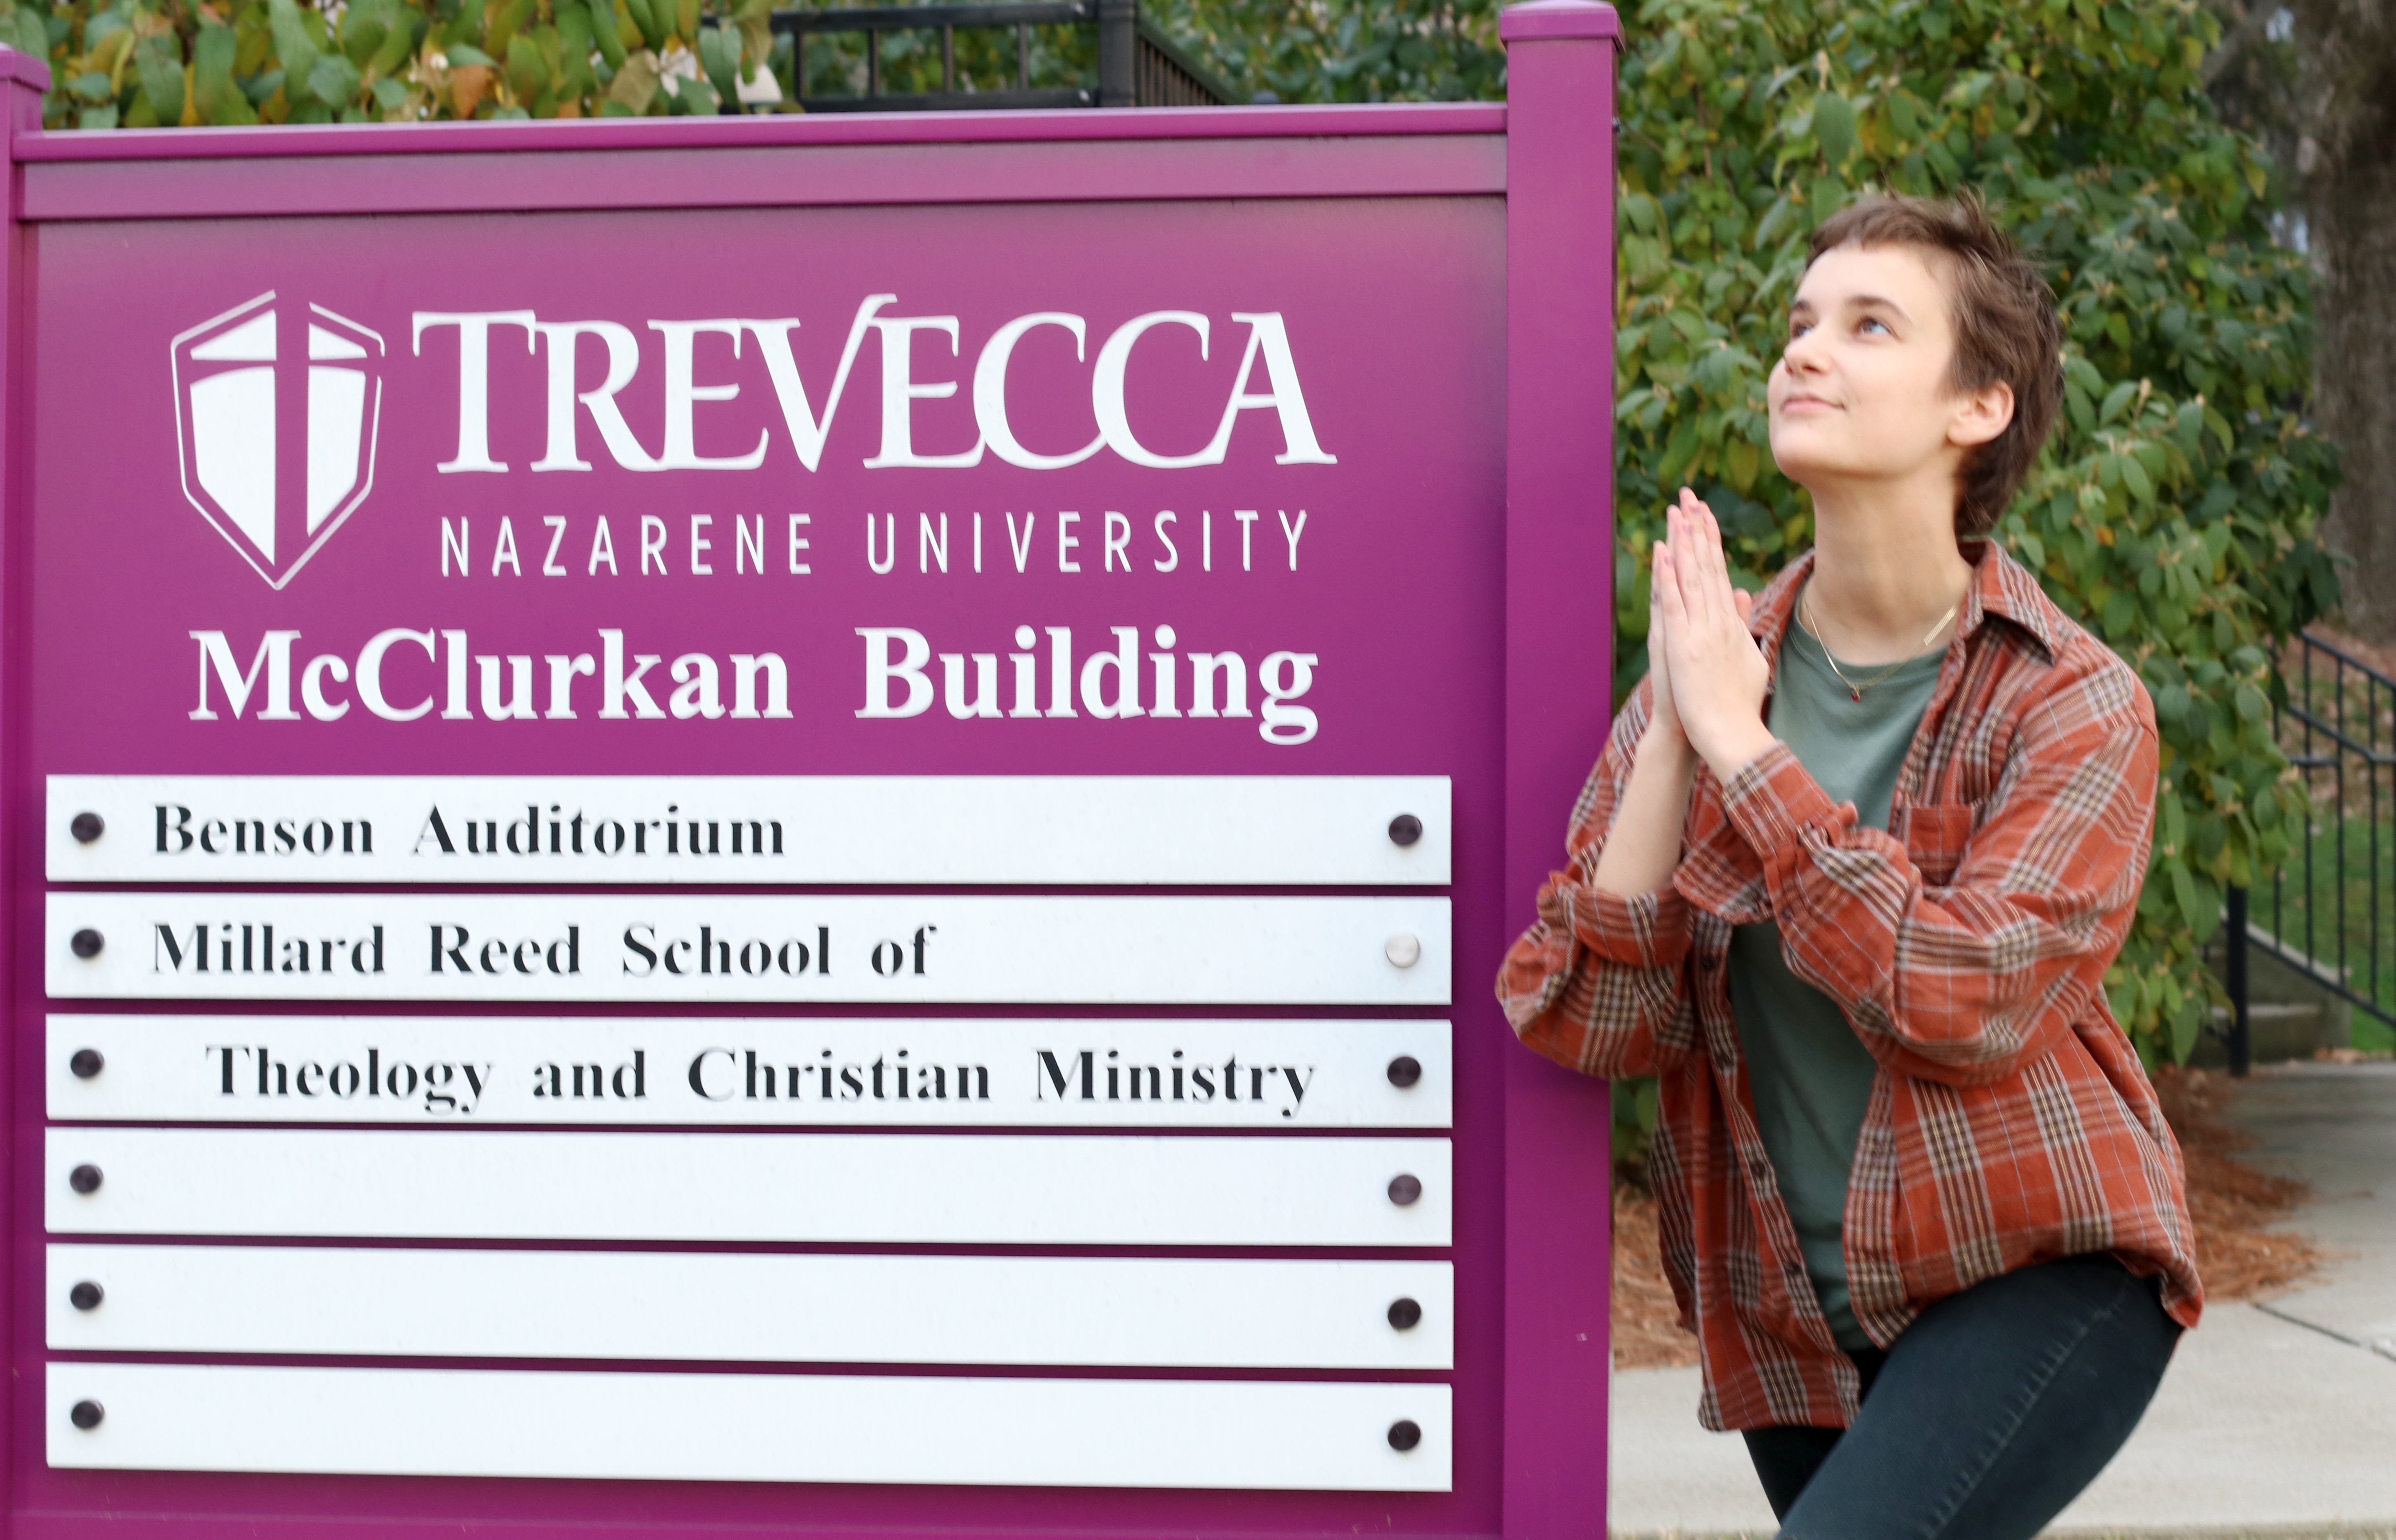 TREVECCA
NAZARENE UNIVERSITY
McClurkan Building
Benson Auditorium
Millard Reed School of
Theology and Christian Ministry